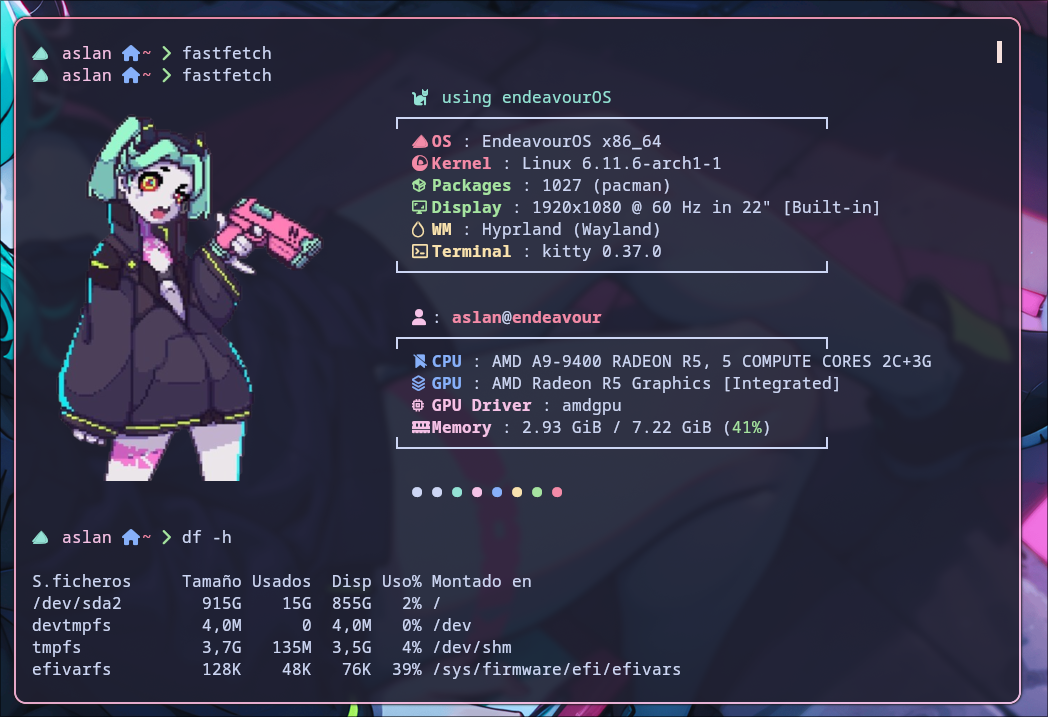 aslan ~ > fastfetch
aslan ~ > fastfetch
using endeavourOS
OS : EndeavourOS x86_64
Kernel : Linux 6.11.6-arch1-1
Packages : 1027 (pacman)
Display : 1920x1080 @ 60 Hz in 22" [Built-in]
WM : Hyprland (Wayland)
Terminal : kitty 0.37.0
: aslan@endeavour
CPU : AMD A9-9400 RADEON R5, 5 COMPUTE CORES 2C+3G
GPU : AMD Radeon R5 Graphics [Integrated]
GPU Driver : amdgpu
Memory : 2.93 GiB / 7.22 GiB (41%)
aslan ~ > df -h
S.ficheros Tamaño Usados Disp Uso% Montado en
/dev/sda2 915G 15G 855G 2% /
devtmpfs 4,0M 0 4,0M 0% /dev
tmpfs 3,7G 135M 3,5G 4% /dev/shm
efivarfs 128K 48K 76K 39% /sys/firmware/efi/efivars